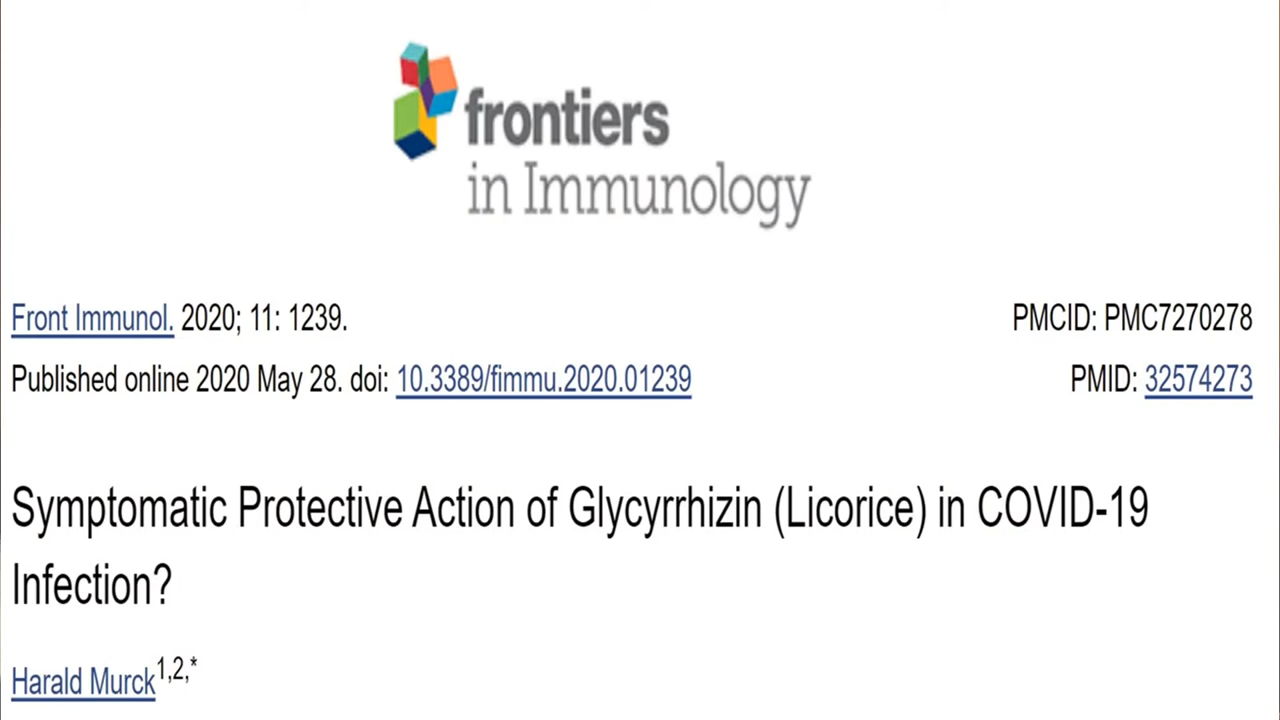 frontiers
in Immunology
Front Immunol. 2020; 11: 1239.
PMCID: PMC7270278
Published online 2020 May 28. doi: 10.3389/fimmu.2020.01239
PMID: 32574273
Symptomatic Protective Action of Glycyrrhizin (Licorice) in COVID-19
Infection?
Harald Murck1,2,*